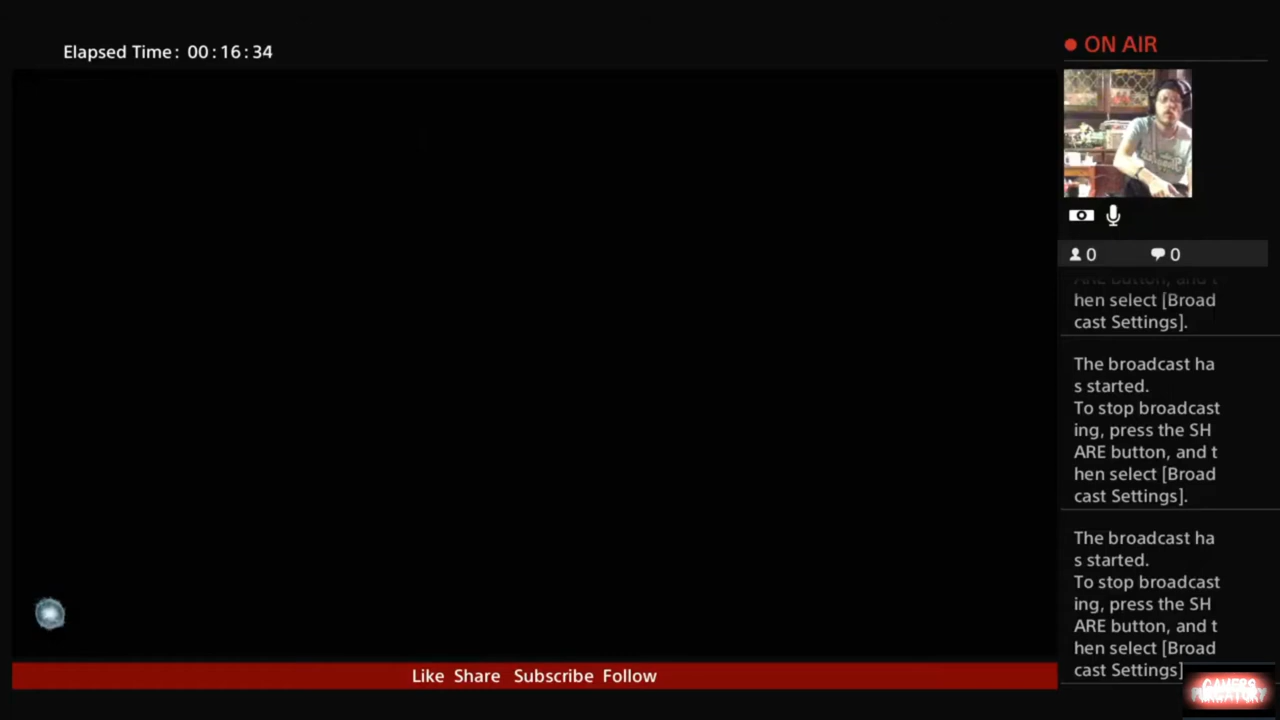 Elapsed Time: 00:16:34
ON AIR
0 0
hen select [Broad
cast Settings].
The broadcast ha
s started.
To stop broadcast
ing, press the SH
ARE button, and t
hen select [Broad
cast Settings].
The broadcast ha
s started.
To stop broadcast
ing, press the SH
ARE button, and t
hen select [Broad
cast Settings]
Like Share Subscribe Follow
GAMERS
PURGATORY